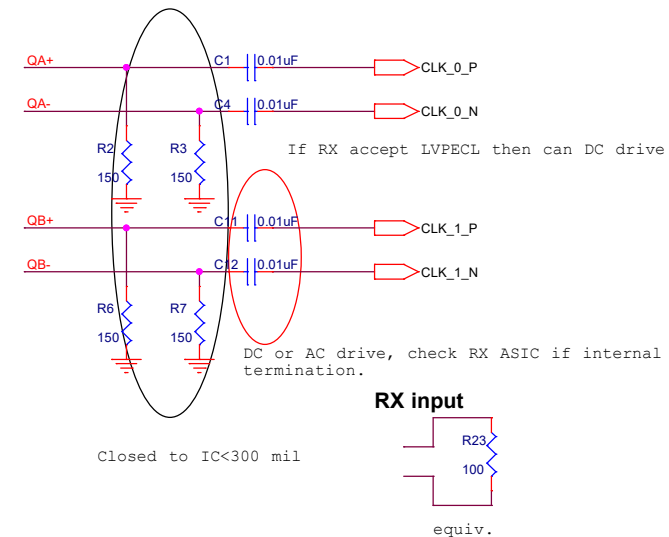 QA+ C1 0.01uF CLK_0_P
QA- C4 0.01uF CLK_0_N
R2 R3 If RX accept LVPECL then can DC drive
150 150
QB+ C11 0.01uF CLK_1_P
QB- C12 0.01uF CLK_1_N
R6 R7
150 150
DC or AC drive, check RX ASIC if internal
termination.
RX input
R23
100
Closed to IC<300 mil
equiv.